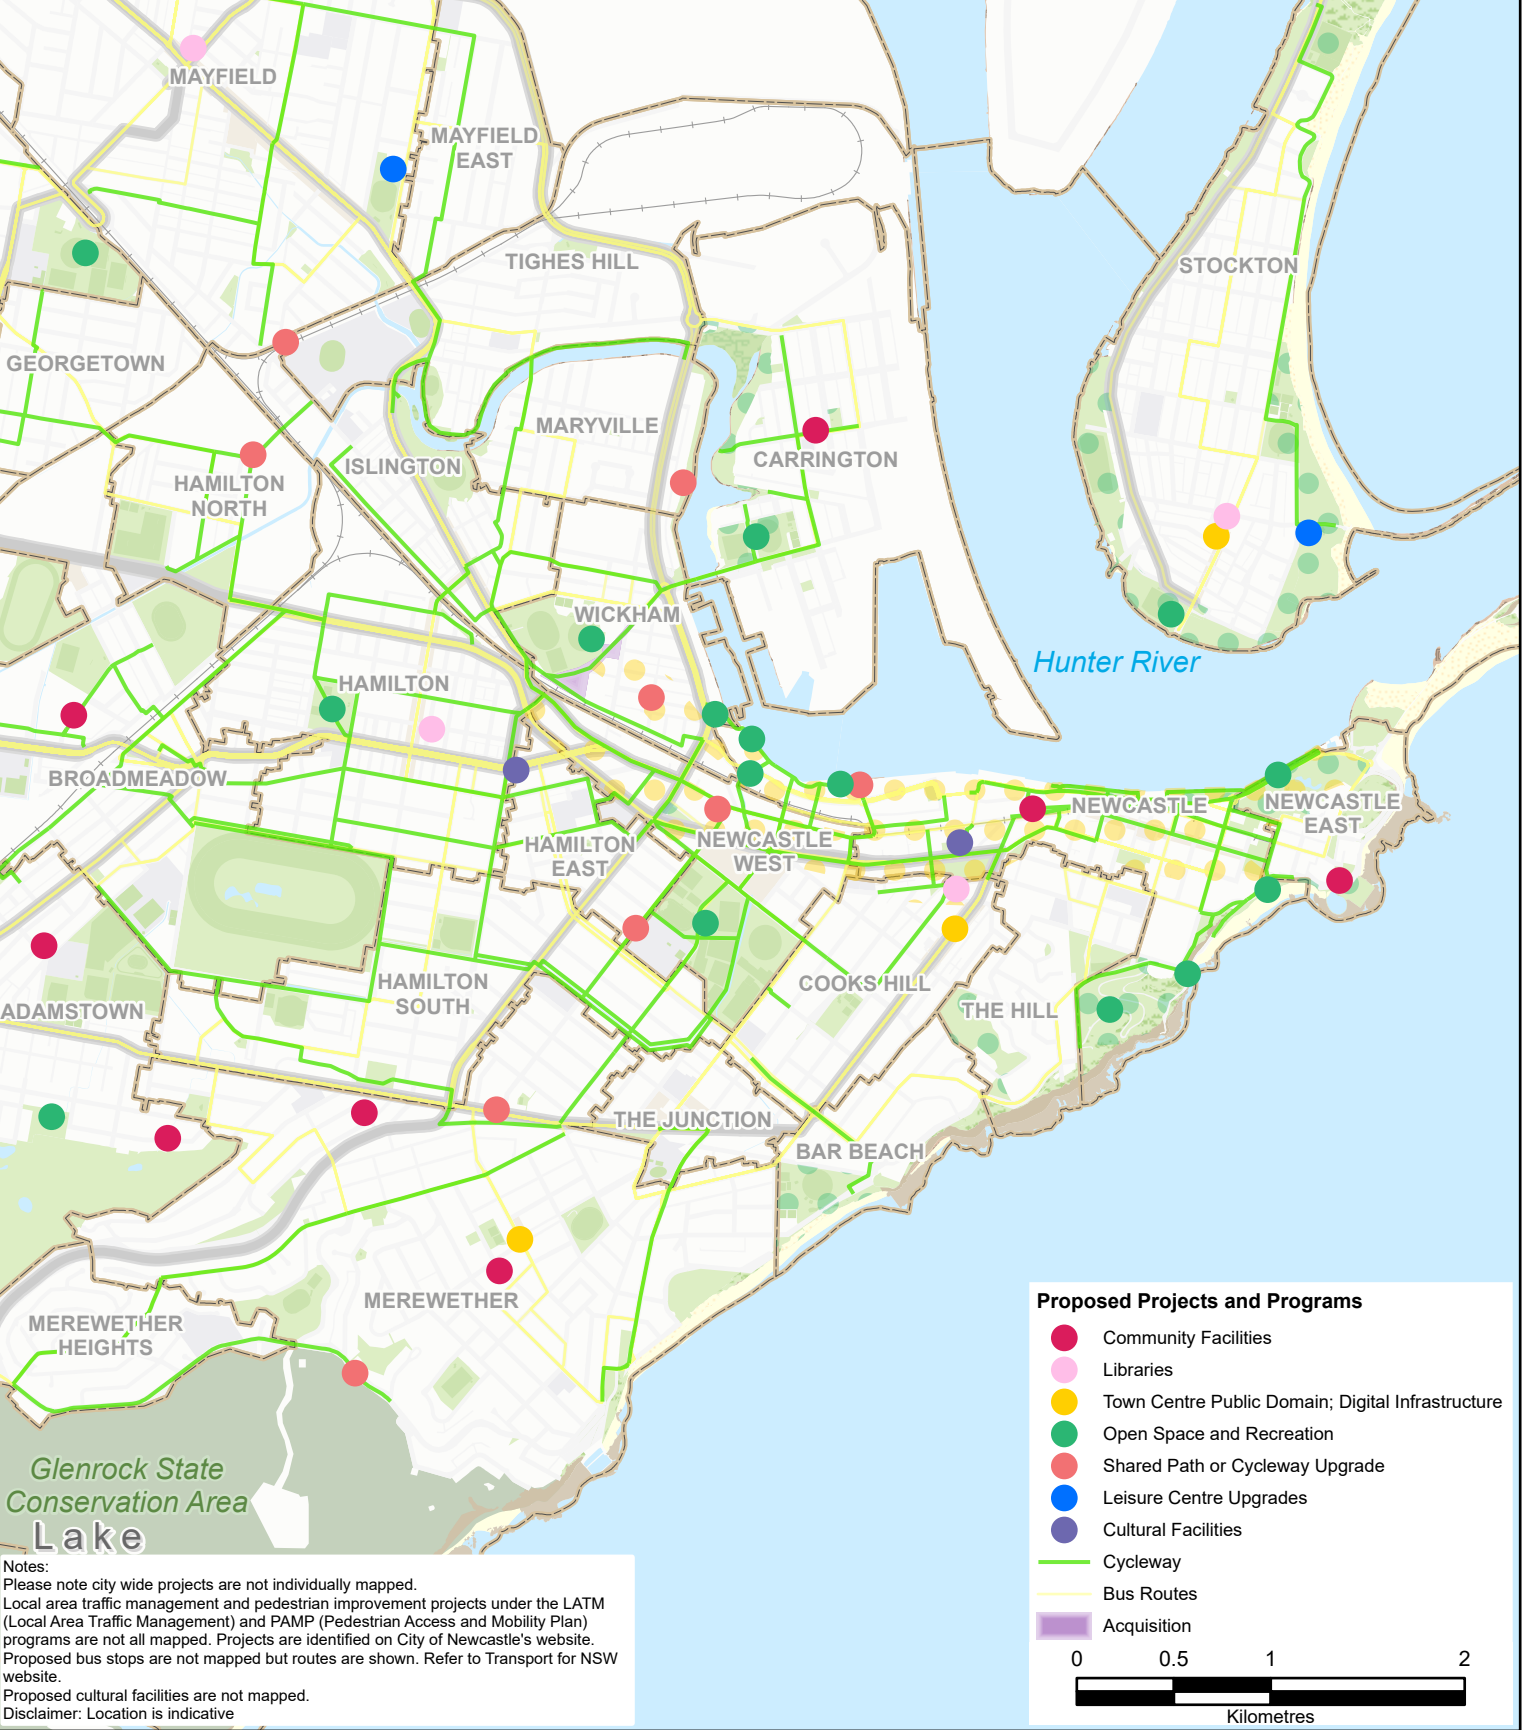 MAYFIELD
MAYFIELD
EAST
TIGHES HILL
STOCKTON
GEORGETOWN
MARYVILLE
CARRINGTON
ISLINGTON
HAMILTON
NORTH
WICKHAM
Hunter River
HAMILTON
BROADMEADOW
NEWCASTLE
NEWCASTLE
EAST
HAMILTON
EAST
NEWCASTLE
WEST
HAMILTON
SOUTH
COOKS HILL
THE HILL
ADAMSTOWN
THE JUNCTION
BAR BEACH
MEREWETHER
MEREWETHER
HEIGHTS
Glenrock State
Conservation Area
Lake
Notes:
Please note city wide projects are not individually mapped.
Local area traffic management and pedestrian improvement projects under the LATM
(Local Area Traffic Management) and PAMP (Pedestrian Access and Mobility Plan)
programs are not all mapped. Projects are identified on City of Newcastle's website.
Proposed bus stops are not mapped but routes are shown. Refer to Transport for NSW
website.
Proposed cultural facilities are not mapped.
Disclaimer: Location is indicative
Proposed Projects and Programs
Community Facilities
Libraries
Town Centre Public Domain; Digital Infrastructure
Open Space and Recreation
Shared Path or Cycleway Upgrade
Leisure Centre Upgrades
Cultural Facilities
Cycleway
Bus Routes
Acquisition
0 0.5 1 2
Kilometres